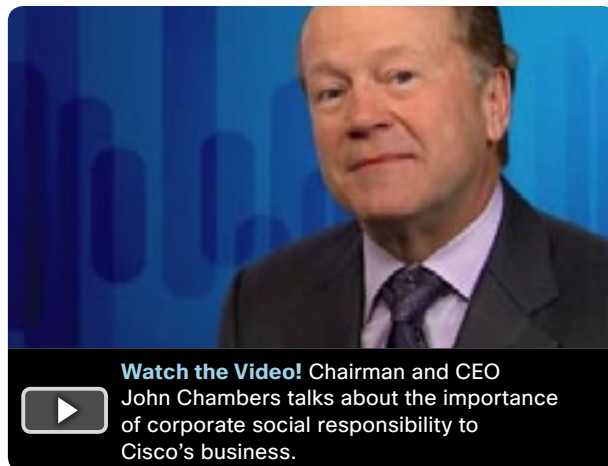 Watch the Video! Chairman and CEO
John Chambers talks about the importance
of corporate social responsibility to
Cisco's business.